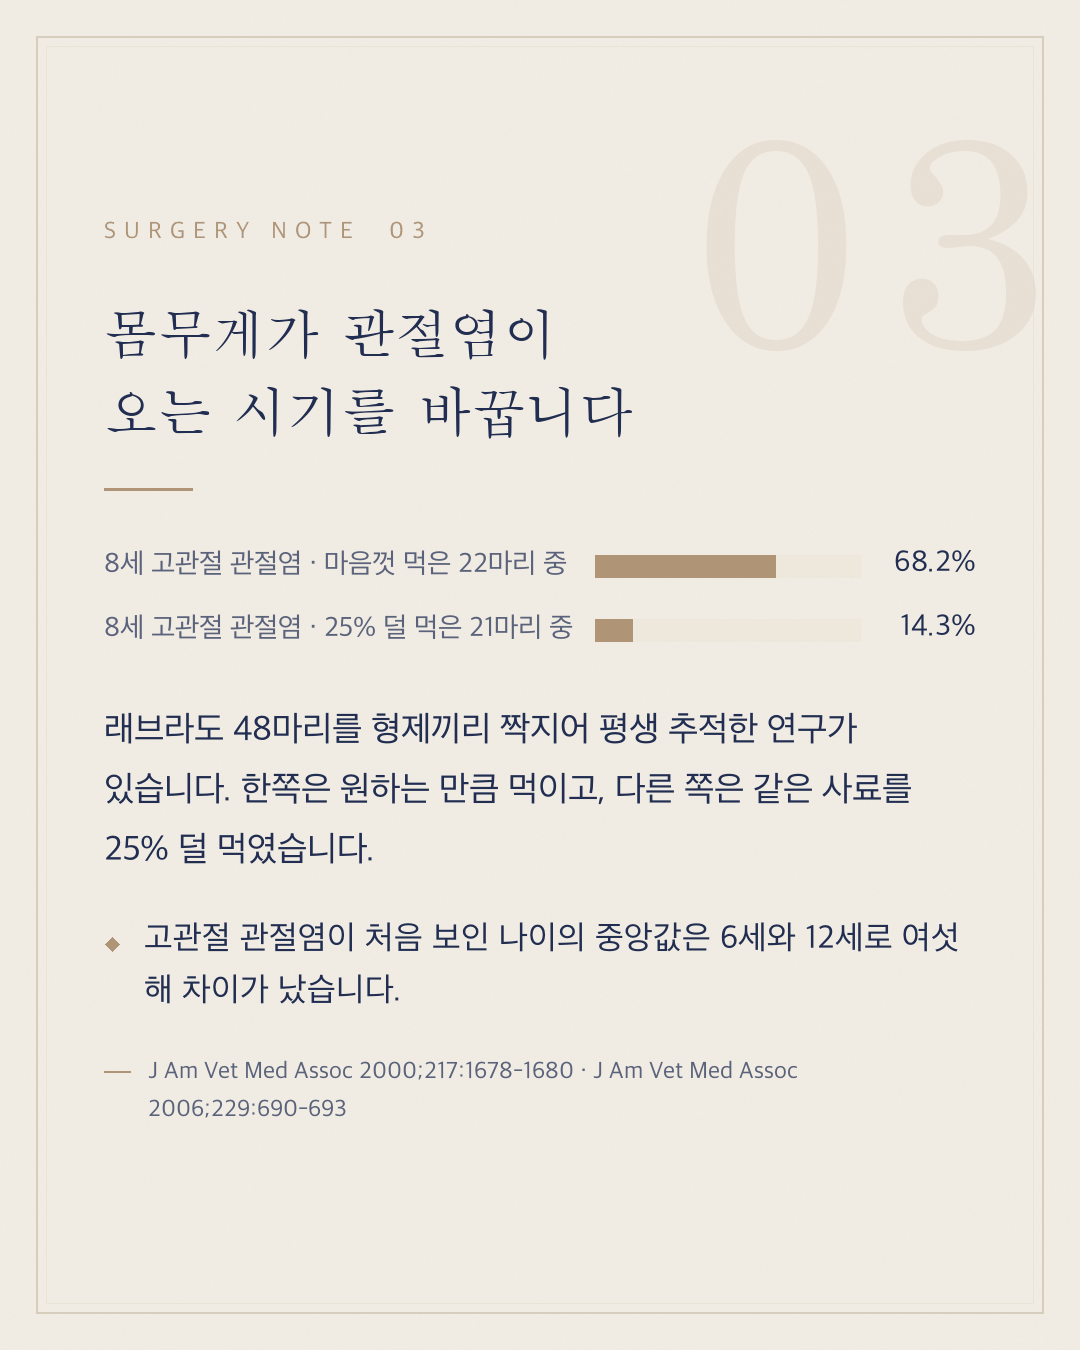 03
SURGERY NOTE 03
몸무게가 관절염이
오는 시기를 바꿉니다
8세 고관절 관절염 · 마음껏 먹은 22마리 중 68.2%
8세 고관절 관절염 · 25% 덜 먹은 21마리 중 14.3%
래브라도 48마리를 형제끼리 짝지어 평생 추적한 연구가
있습니다. 한쪽은 원하는 만큼 먹이고, 다른 쪽은 같은 사료를
25% 덜 먹였습니다.
◆ 고관절 관절염이 처음 보인 나이의 중앙값은 6세와 12세로 여섯
해 차이가 났습니다.
— J Am Vet Med Assoc 2000;217:1678-1680 · J Am Vet Med Assoc
2006;229:690-693